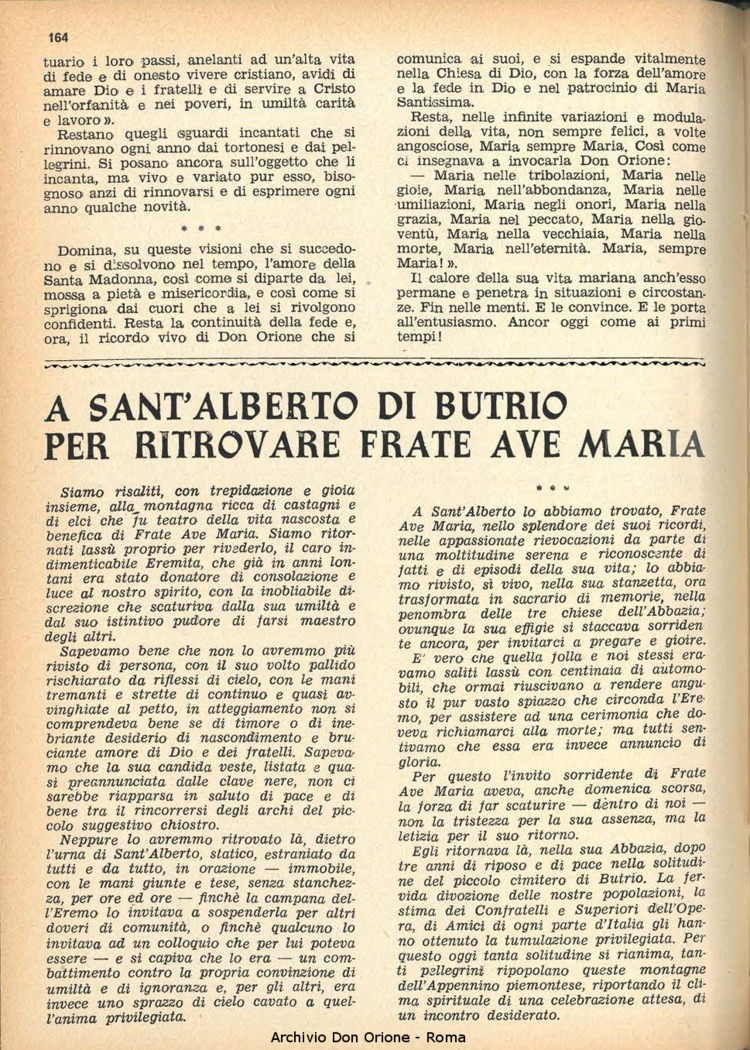 164
tuario i loro passi, anelanti ad un'alta vita
di fede e di onesto vivere cristiano, avidi di
amare Dio e i fratelli e di servire a Cristo
nell'orfanità e nei poveri, in umiltà carità
e lavoro ».
Restano quegli sguardi incantati che si
rinnovano ogni anno dai tortonesi e dai pel-
legrini. Si posano ancora sull'oggetto che li
incanta, ma vivo e variato pur esso, biso-
gnoso anzi di rinnovarsi e di esprimere ogni
anno qualche novità.
* * *
Domina, su queste visioni che si succedo-
no e si dissolvono nel tempo, l'amore della
Santa Madonna, così come si diparte da lei,
mossa a pietà e misericordia, e così come si
sprigiona dai cuori che a lei si rivolgono
confidenti. Resta la continuità della fede e,
ora, il ricordo vivo di Don Orione che si
comunica ai suoi, e si espande vitalmente
nella Chiesa di Dio, con la forza dell'amore
e la fede in Dio e nel patrocinio di Maria
Santissima.
Resta, nelle infinite variazioni e modula-
zioni della vita, non sempre felici, a volte
angosciose, Maria sempre Maria. Così come
ci insegnava a invocarla Don Orione:
— Maria nelle tribolazioni, Maria nelle
gioie, Maria nell'abbondanza, Maria nelle
umiliazioni, Maria negli onori, Maria nella
grazia, Maria nel peccato, Maria nella gio-
ventù, Maria nella vecchiaia, Maria nella
morte, Maria nell'eternità. Maria, sempre
Maria! ».
Il calore della sua vita mariana anch'esso
permane e penetra in situazioni e circostan-
ze. Fin nelle menti. E le convince. E le porta
all'entusiasmo. Ancor oggi come ai primi
tempi!
A SANT'ALBERTO DI BUTRIO
PER RITROVARE FRATE AVE MARIA
Siamo risaliti, con trepidazione e gioia
insieme, alla montagna ricca di castagni e
di elci che fu teatro della vita nascosta e
benefica di Frate Ave Maria. Siamo ritor-
nati lassù proprio per rivederlo, il caro in-
dimenticabile Eremita, che già in anni lon-
tani era stato donatore di consolazione e
luce al nostro spirito, con la inobliabile di-
screzione che scaturiva dalla sua umiltà e
dal suo istintivo pudore di farsi maestro
degli altri.
Sapevamo bene che non lo avremmo più
rivisto di persona, con il suo volto pallido
rischiarato da riflessi di cielo, con le mani
tremanti e strette di continuo e quasi av-
vinghiate al petto, in atteggiamento non si
comprendeva bene se di timore o di ine-
briante desiderio di nascondimento e bru-
ciante amore di Dio e dei fratelli. Sapeva-
mo che la sua candida veste, listata e qua-
si preannunciata dalle clave nere, non ci
sarebbe riapparsa in saluto di pace e di
bene tra il rincorrersi degli archi del pic-
colo suggestivo chiostro.
Neppure lo avremmo ritrovato là, dietro
l'urna di Sant'Alberto, statico, estraniato da
tutti e da tutto, in orazione — immobile,
con le mani giunte e tese, senza stanchez-
za, per ore ed ore — finchè la campana del-
l'Eremo lo invitava a sospenderla per altri
doveri di comunità, o finchè qualcuno lo
invitava ad un colloquio che per lui poteva
essere — e si capiva che lo era — un com-
battimento contro la propria convinzione di
umiltà e di ignoranza e, per gli altri, era
invece uno sprazzo di cielo cavato a quel-
l'anima privilegiata.
* * *
A Sant'Alberto lo abbiamo trovato, Frate
Ave Maria, nello splendore dei suoi ricordi,
nelle appassionate rievocazioni da parte di
una moltitudine serena e riconoscente di
fatti e di episodi della sua vita; lo abbia-
mo rivisto, sì vivo, nella sua stanzetta, ora
trasformata in sacrario di memorie, nella
penombra delle tre chiese dell'Abbazia;
ovunque la sua effigie si staccava sorriden
te ancora, per invitarci a pregare e gioire.
E' vero che quella folla e noi stessi era-
vamo saliti lassù con centinaia di automo-
bili, che ormai riuscivano a rendere angu-
sto il pur vasto spiazzo che circonda l'Ere-
mo, per assistere ad una cerimonia che do-
veva richiamarci alla morte; ma tutti sen-
tivamo che essa era invece annuncio di
gloria.
Per questo l'invito sorridente di Frate
Ave Maria aveva, anche domenica scorsa,
la forza di far scaturire — dentro di noi —
non la tristezza per la sua assenza, ma la
letizia per il suo ritorno.
Egli ritornava là, nella sua Abbazia, dopo
tre anni di riposo e di pace nella solitudi-
ne del piccolo cimitero di Butrio. La fer-
vida divozione delle nostre popolazioni, la
stima dei Confratelli e Superiori dell'Ope-
ra, di Amici di ogni parte d'Italia gli han-
no ottenuto la tumulazione privilegiata. Per
questo oggi tanta solitudine si rianima, tan-
ti pellegrini ripopolano queste montagne
dell'Appennino piemontese, riportando il cli-
ma spirituale di una celebrazione attesa, di
un incontro desiderato.
Archivio Don Orione - Roma